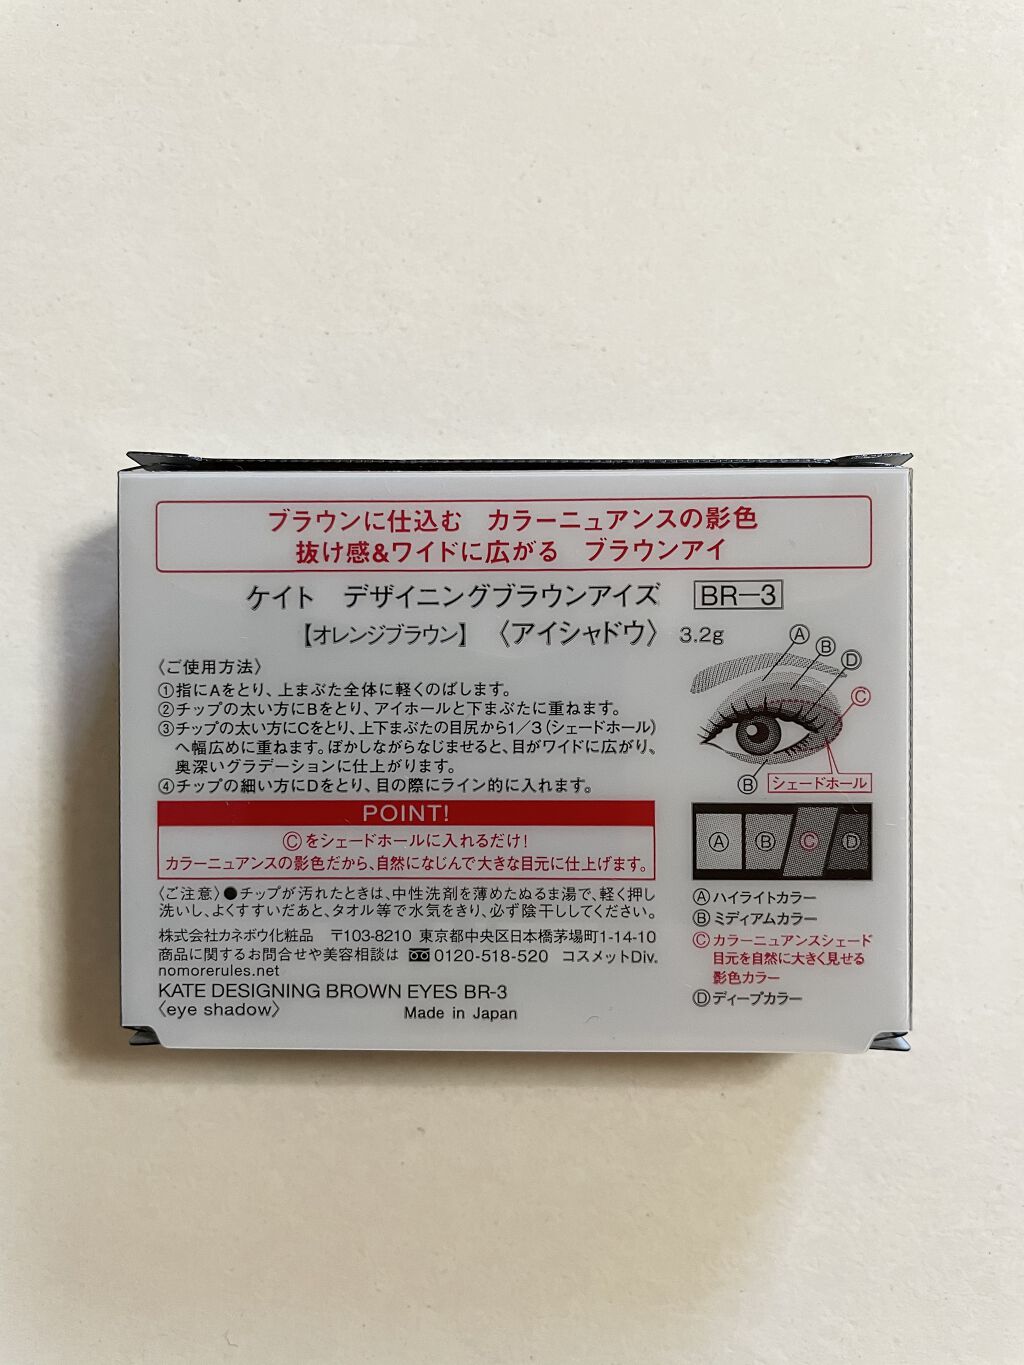 ブラウンに仕込む カラーニュアンスの影色
抜け感&ワイドに広がる ブラウンアイ
ケイト デザイニングブラウンアイズ BR-3
【オレンジブラウン】 〈アイシャドウ〉 3.2g
〈ご使用方法〉
①指にAをとり、上まぶた全体に軽くのばします。
②チップの太い方にBをとり、アイホールと下まぶたに重ねます。
③チップの太い方にCをとり、上下まぶたの目尻から1/3(シェードホール)
へ幅広めに重ねます。ぼかしながらなじませると、目がワイドに広がり、
奥深いグラデーションに仕上がります。
④チップの細い方にDをとり、目の際にライン的に入れます。
POINT!
Ⓒをシェードホールに入れるだけ!
カラーニュアンスの影色だから、自然になじんで大きな目元に仕上げます。
〈ご注意〉●チップが汚れたときは、中性洗剤を薄めたぬるま湯で、軽く押し
洗いし、よくすすいだあと、タオル等で水気をきり、必ず陰干ししてください。
株式会社カネボウ化粧品 〒103-8210 東京都中央区日本橋茅場町1-14-10
商品に関するお問合せや美容相談は 0120-518-520 コスメットDiv.
nomorerules.net
KATE DESIGNING BROWN EYES BR-3
〈eye shadow〉 Made in Japan
Ⓐ
Ⓑ
Ⓓ
Ⓒ
Ⓑ
シェードホール
Ⓐ Ⓑ Ⓒ Ⓓ
Ⓐハイライトカラー
Ⓑミディアムカラー
Ⓒカラーニュアンスシェード
目元を自然に大きく見せる
影色カラー
Ⓓディープカラー